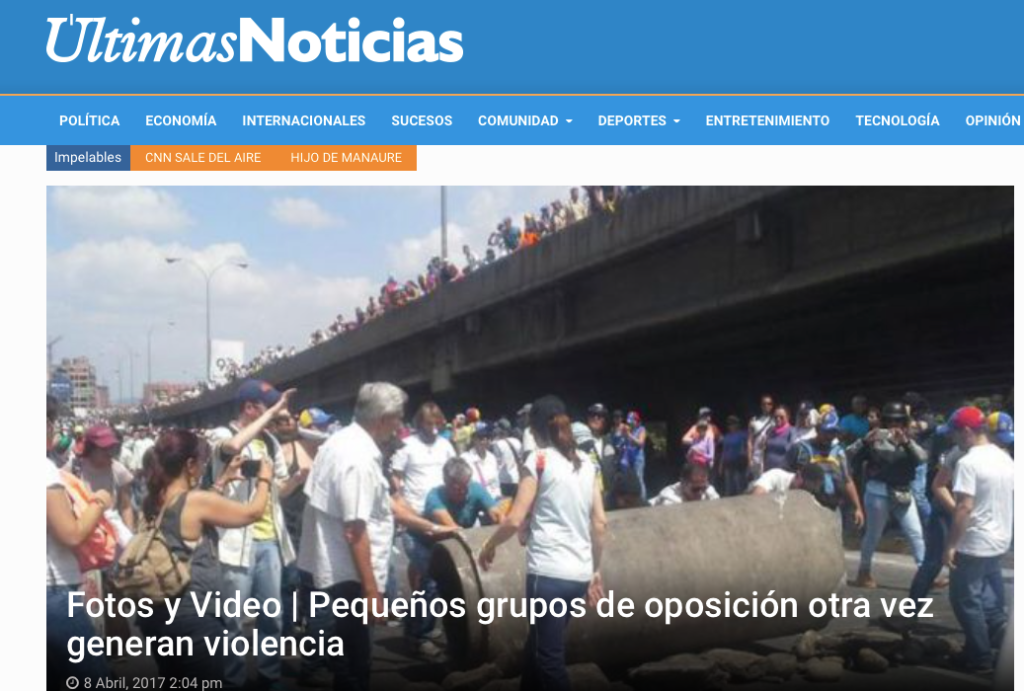 ÚltimasNoticias
POLÍTICA ECONOMÍA INTERNACIONALES SUCESOS COMUNIDAD DEPORTES ENTRETENIMIENTO TECNOLOGÍA OPINIÓN
Impelables CNN SALE DEL AIRE HIJO DE MANAURE
Fotos y Video | Pequeños grupos de oposición otra vez
generan violencia
8 Abril, 2017 2:04 pm